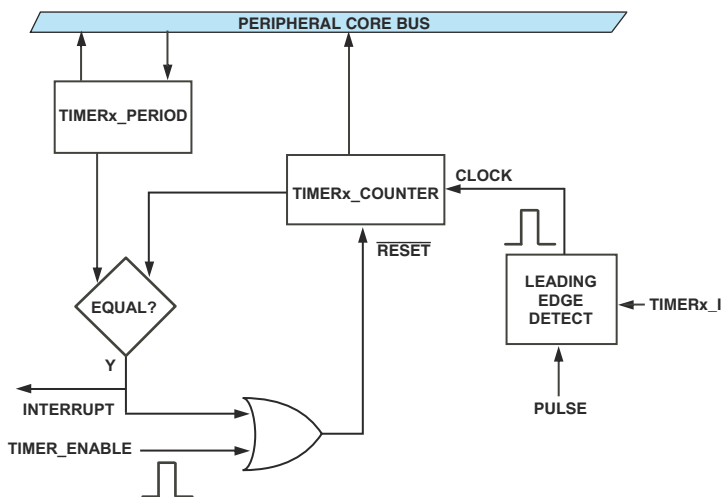 PERIPHERAL CORE BUS
TIMERx_PERIOD
TIMERx_COUNTER
CLOCK
RESET
LEADING
EDGE
DETECT
TIMERx_I
EQUAL?
Y
INTERRUPT
PULSE
TIMER_ENABLE